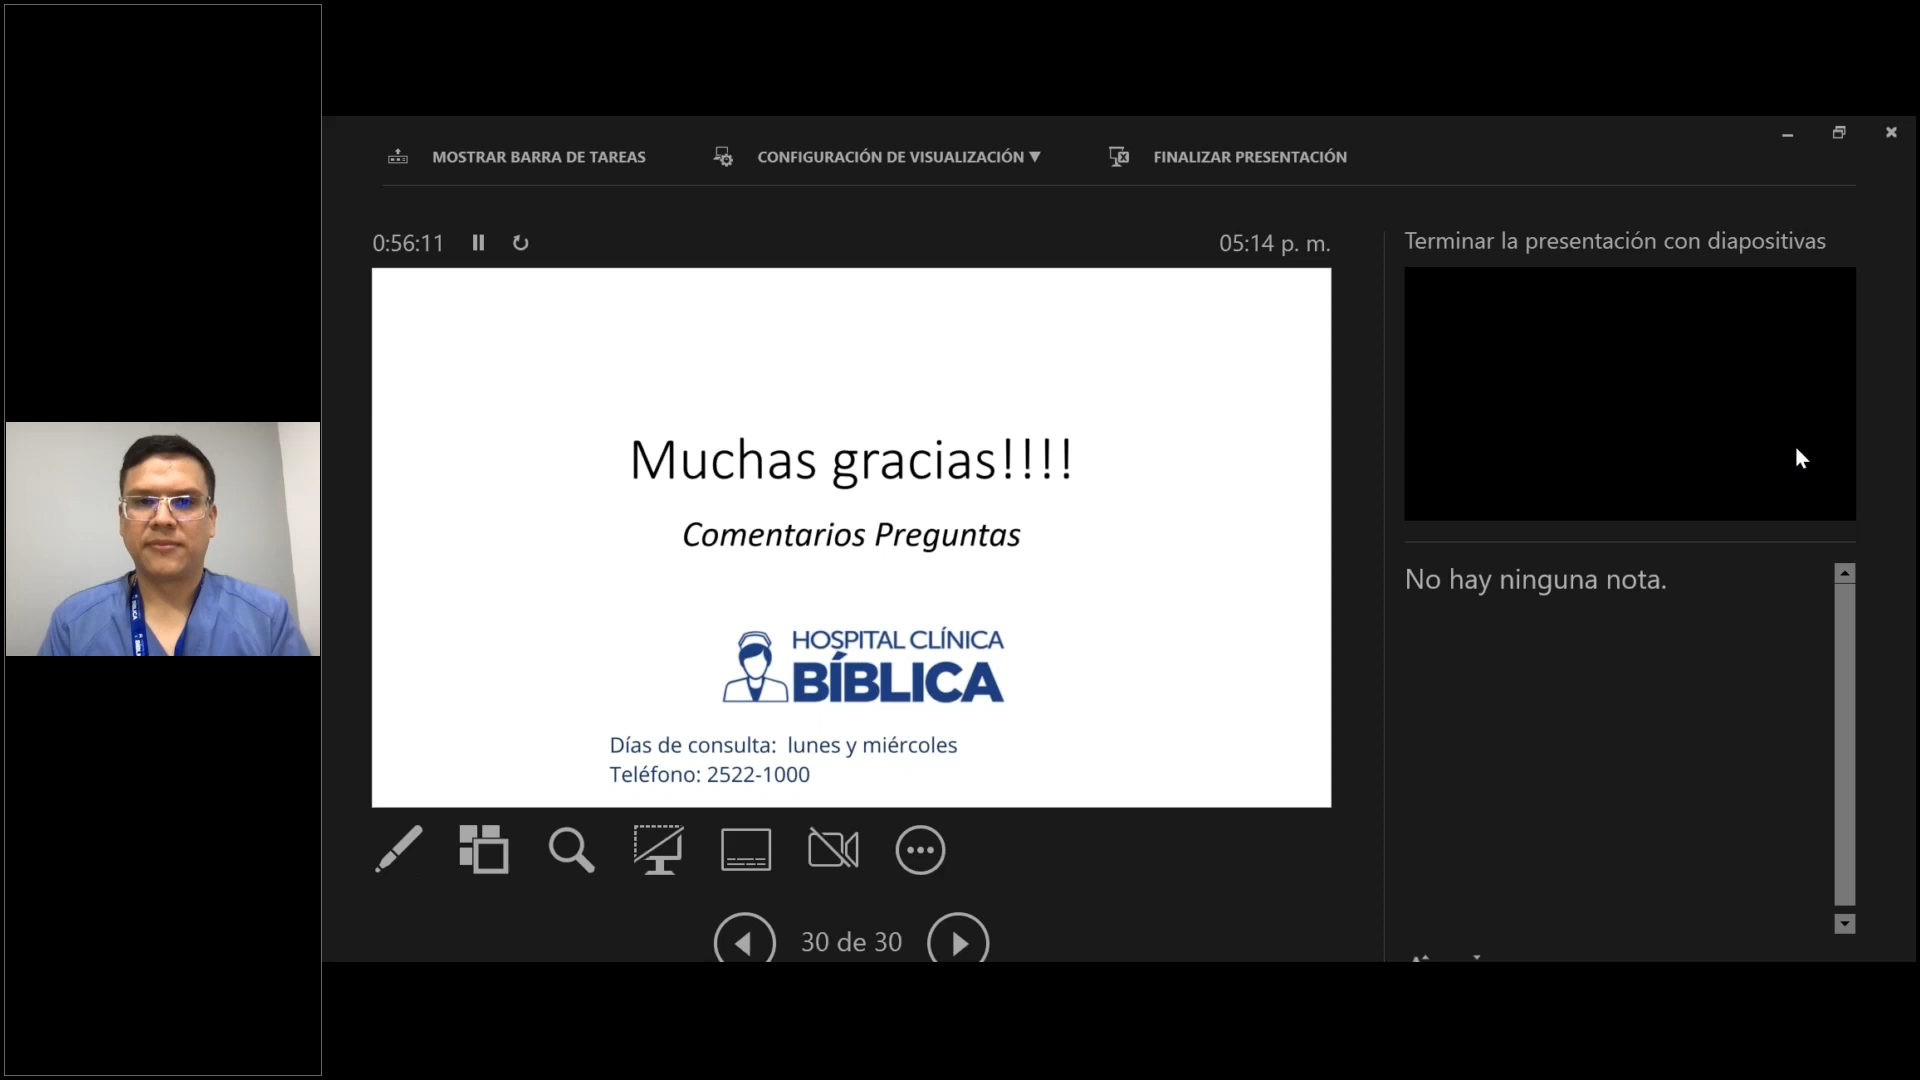 MOSTRAR BARRA DE TAREAS
CONFIGURACIÓN DE VISUALIZACIÓN ▼
FINALIZAR PRESENTACIÓN
0:56:11
05:14 p. m.
Muchas gracias!!!!
Comentarios Preguntas
HOSPITAL CLÍNICA
BÍBLICA
Días de consulta: lunes y miércoles
Teléfono: 2522-1000
30 de 30
Terminar la presentación con diapositivas
No hay ninguna nota.